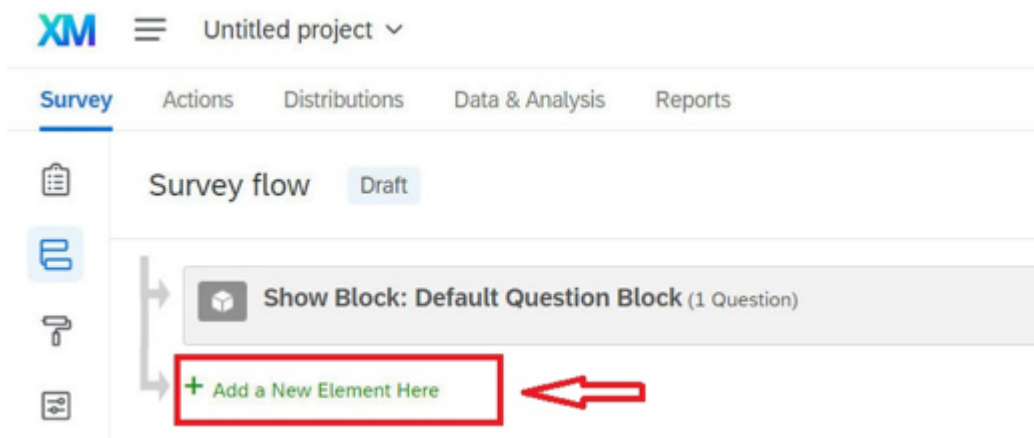 XM Untitled project
Survey Actions Distributions Data & Analysis Reports
Survey flow Draft
Show Block: Default Question Block (1 Question)
+ Add a New Element Here